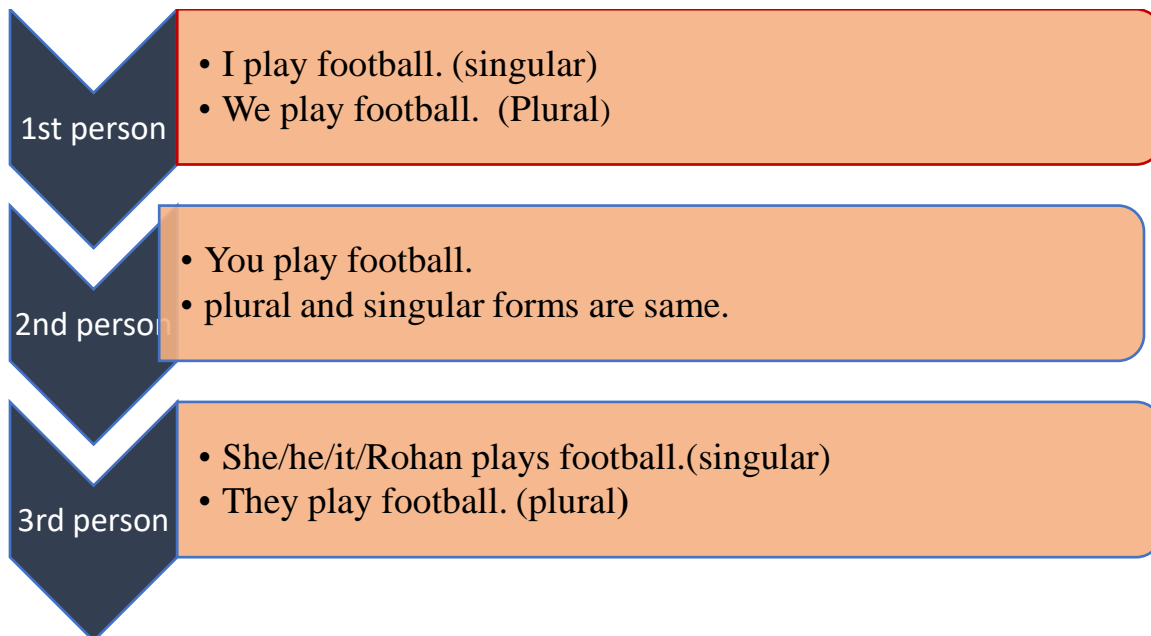 1st person
• I play football. (singular)
• We play football.  (Plural)
2nd person
• You play football.
• plural and singular forms are same.
3rd person
• She/he/it/Rohan plays football.(singular)
• They play football. (plural)